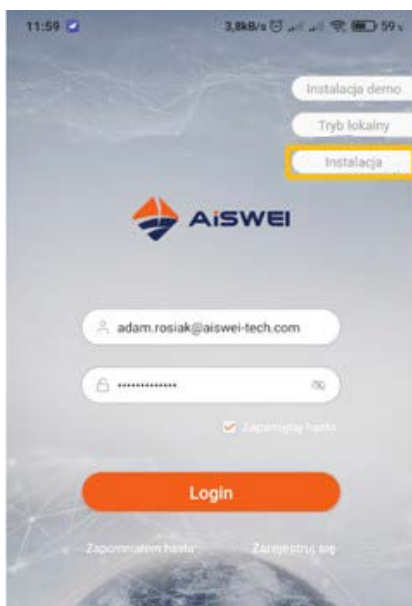 11:59 3,8kB/s 59
Instalacja demo
Tryb lokalny
Instalacja
AiSWEI
adam.rosiak@aiswei-tech.com
•••••••••••••
Zapamiętaj hasło
Login
Zapomniałem hasła Zarejestruj się